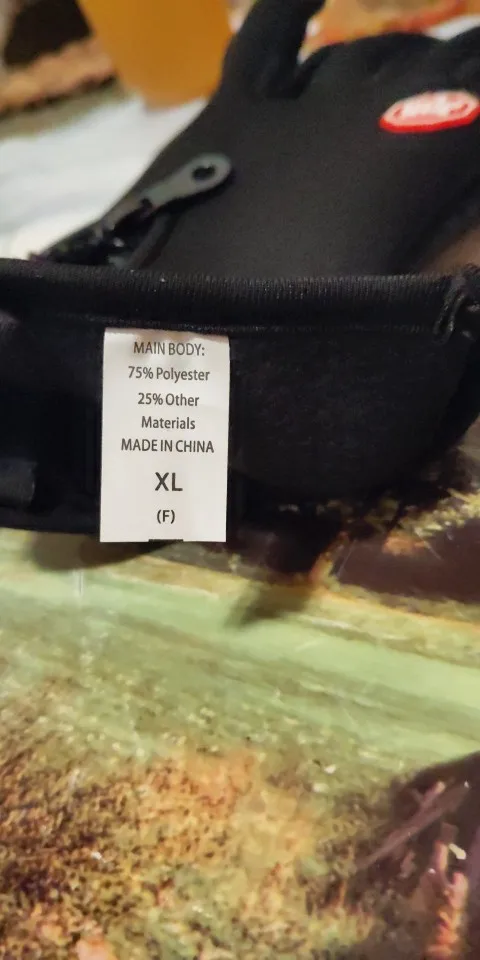 MAIN BODY:
75% Polyester
25% Other
Materials
MADE IN CHINA
XL
(F)